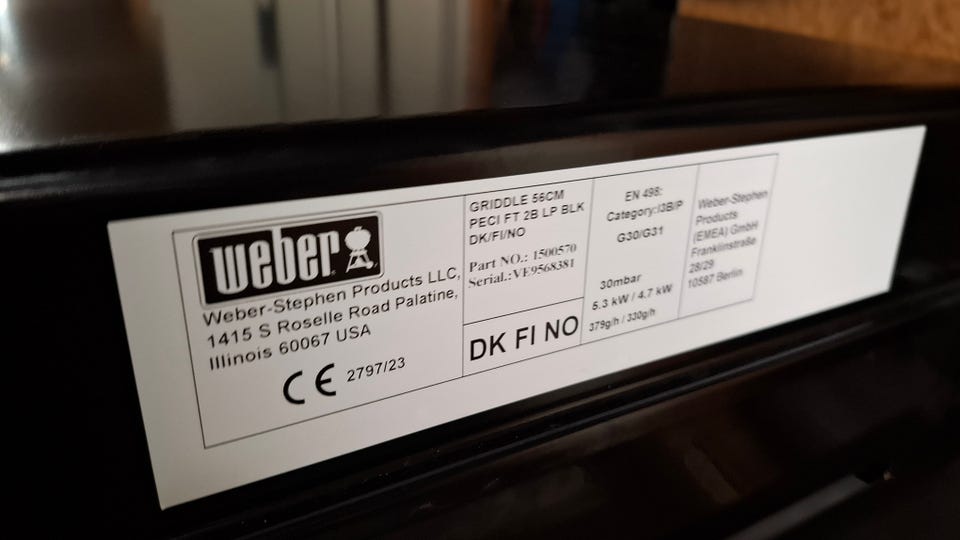 weber
Weber-Stephen Products LLC,
1415 S Roselle Road Palatine,
Illinois 60067 USA
CE 2797/23
GRIDDLE 56CM
PECI FT 2B LP BLK
DK/FI/NO
Part NO.: 1500570
Serial.:VE9568381
DK FI NO
EN 498:
Category:I3B/P
G30/G31
30mbar
5.3 kW / 4.7 kW
379g/h / 330g/h
Weber-Stephen
Products
(EMEA) GmbH
Franklinstraße
28/29
10587 Berlin